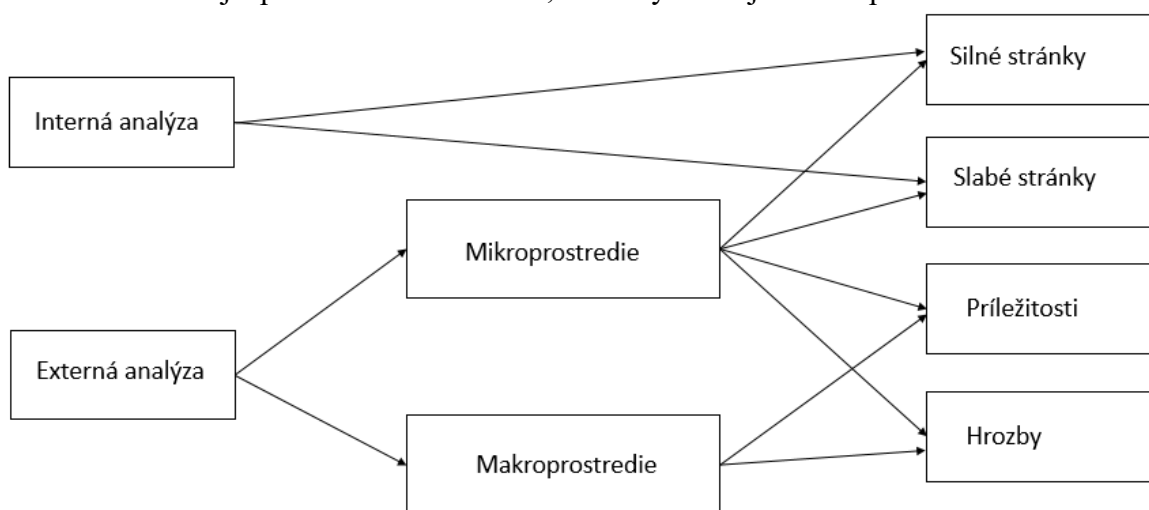 Silné stránky
Interná analýza
Slabé stránky
Mikroprostredie
Príležitosti
Externá analýza
Hrozby
Makroprostredie